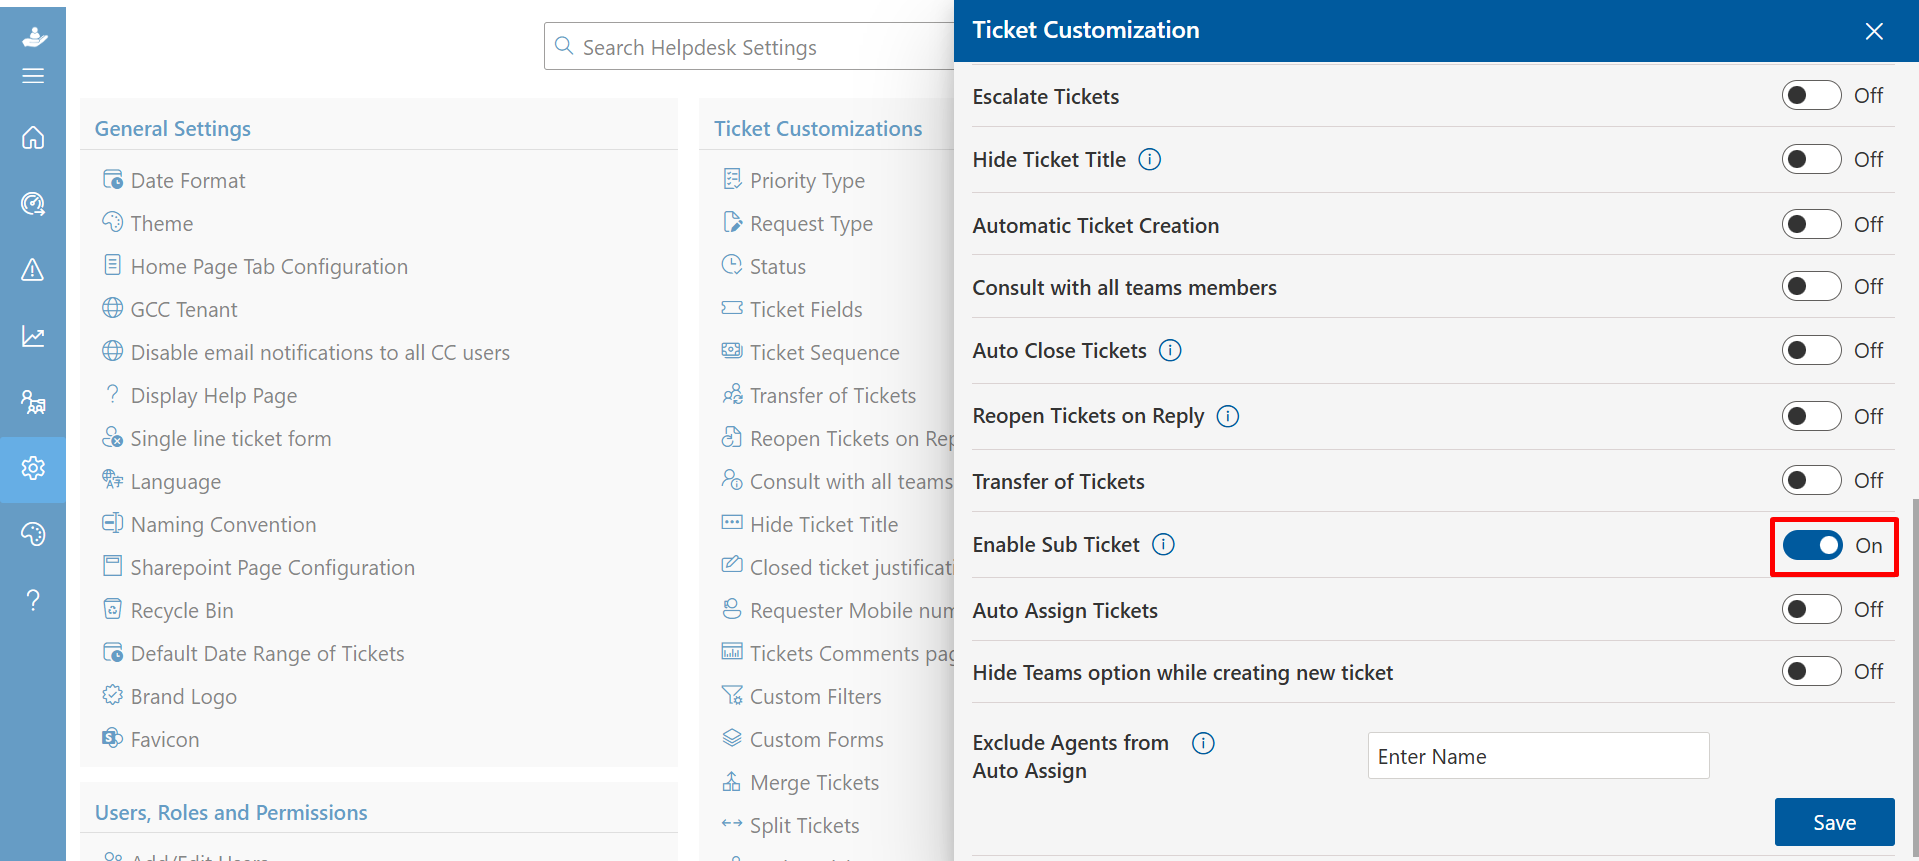 Search Helpdesk Settings
General Settings
Date Format
Theme
Home Page Tab Configuration
GCC Tenant
Disable email notifications to all CC users
Display Help Page
Single line ticket form
Language
Naming Convention
Sharepoint Page Configuration
Recycle Bin
Default Date Range of Tickets
Brand Logo
Favicon
Users, Roles and Permissions
Add/Edit Users
Ticket Customizations
Priority Type
Request Type
Status
Ticket Fields
Ticket Sequence
Transfer of Tickets
Reopen Tickets on Rep
Consult with all teams
Hide Ticket Title
Closed ticket justificati
Requester Mobile num
Tickets Comments pag
Custom Filters
Custom Forms
Merge Tickets
Split Tickets
Ticket Customization
Escalate Tickets Off
Hide Ticket Title Off
Automatic Ticket Creation Off
Consult with all teams members Off
Auto Close Tickets Off
Reopen Tickets on Reply Off
Transfer of Tickets Off
Enable Sub Ticket On
Auto Assign Tickets Off
Hide Teams option while creating new ticket Off
Exclude Agents from
Auto Assign
Enter Name
Save